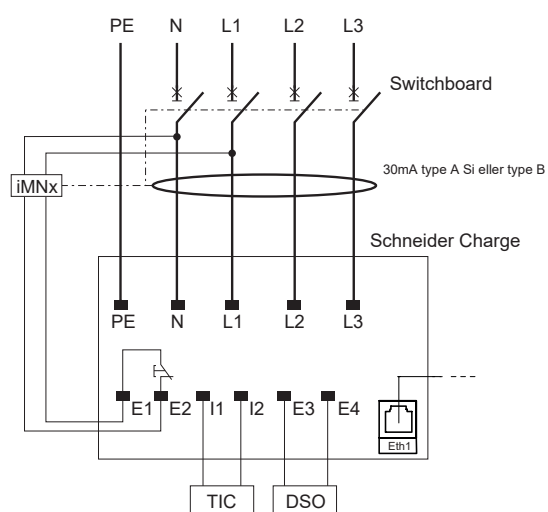 PE N L1 L2 L3
Switchboard
30mA type A Si eller type B
iMNx
Schneider Charge
PE N L1 L2 L3
E1 E2 I1 I2 E3 E4
Eth1
TIC DSO